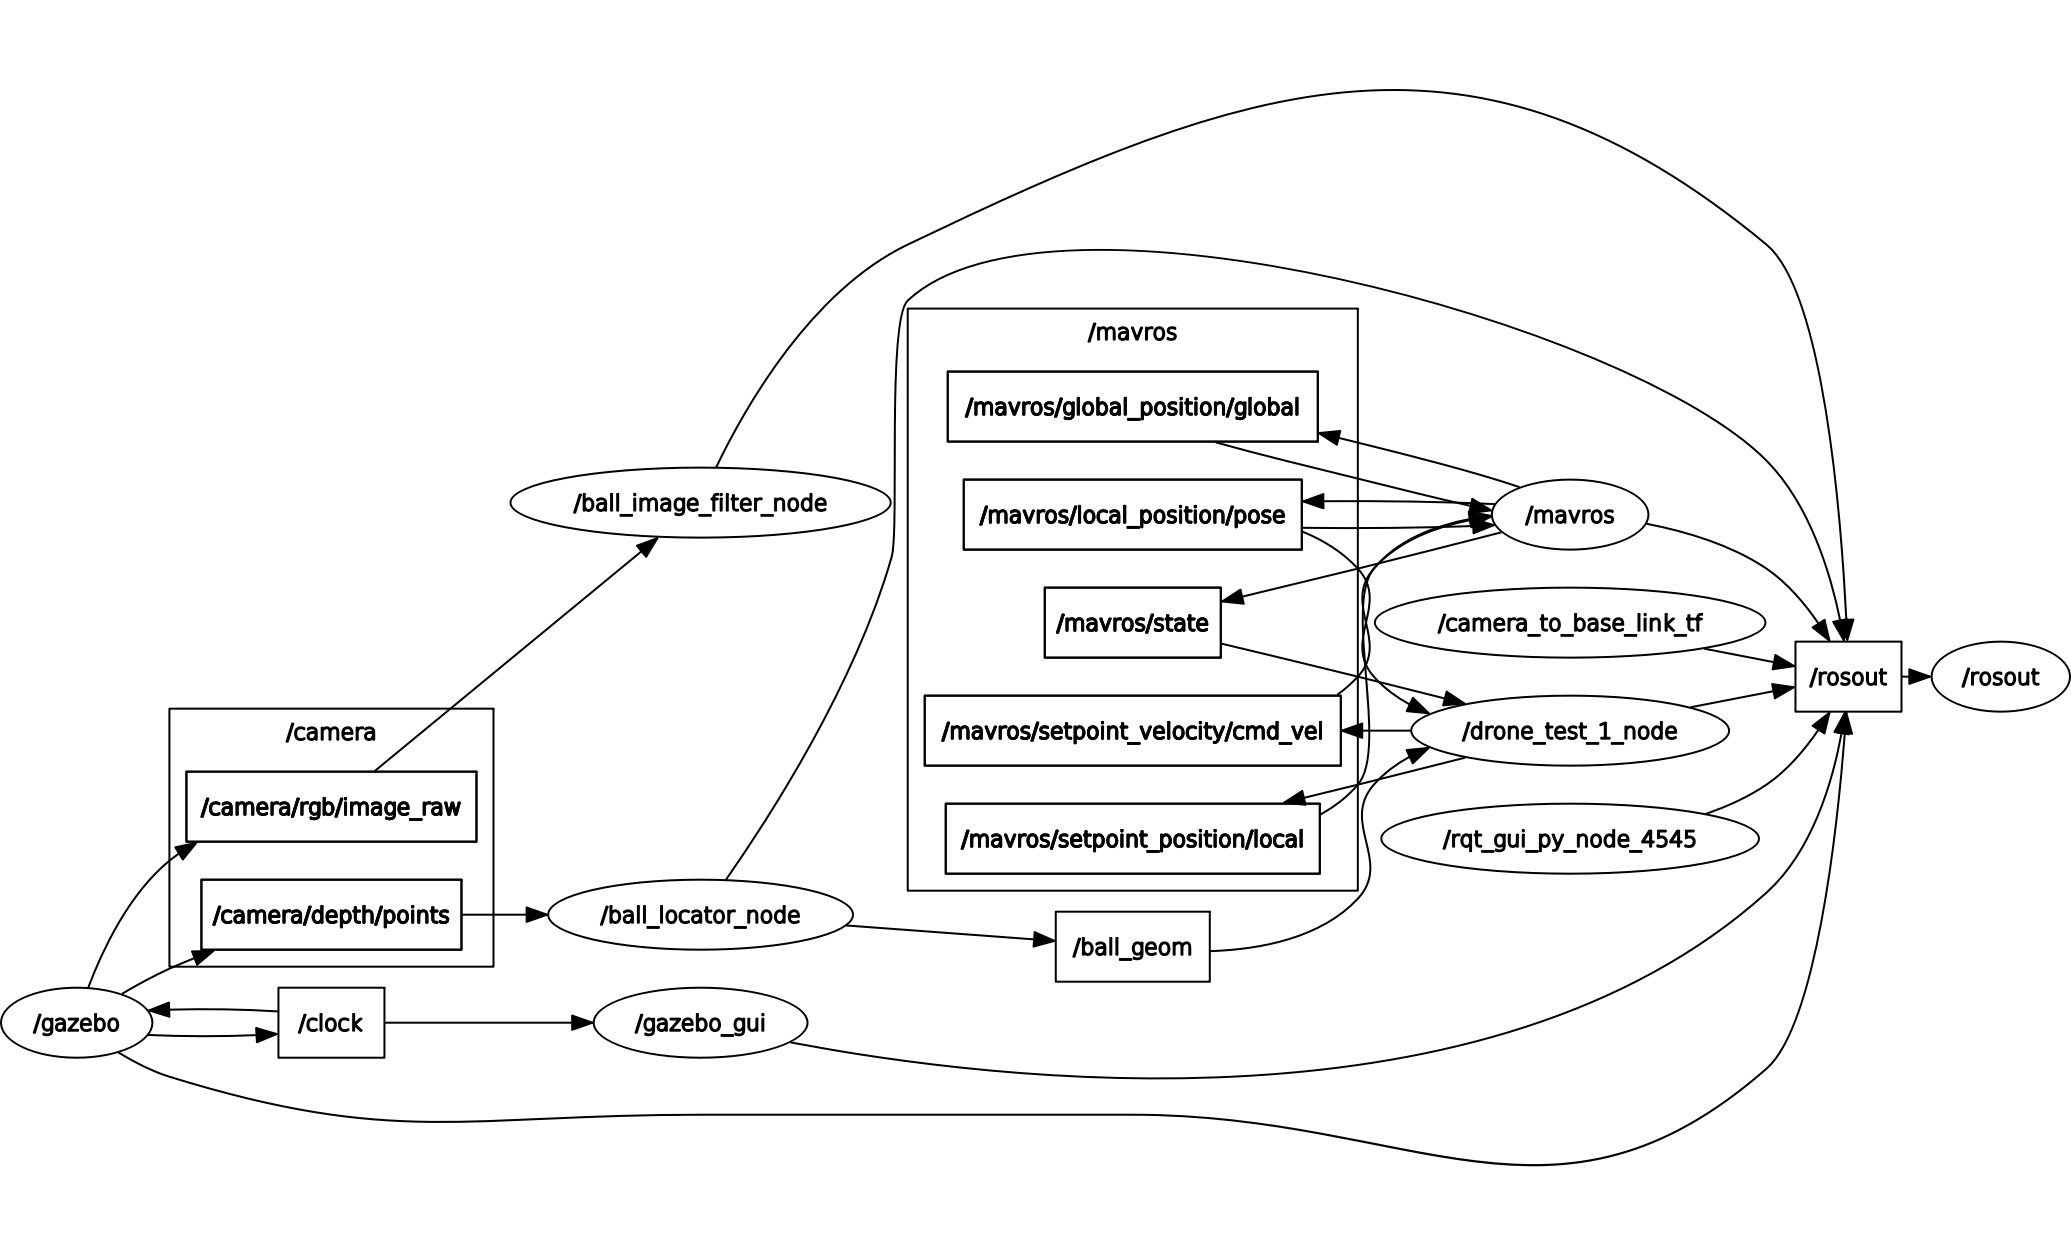 /mavros
/mavros/global_position/global
/ball_image_filter_node
/mavros/local_position/pose
/mavros
/mavros/state
/camera_to_base_link_tf
/rosout
/rosout
/camera
/mavros/setpoint_velocity/cmd_vel
/drone_test_1_node
/camera/rgb/image_raw
/mavros/setpoint_position/local
/rqt_gui_py_node_4545
/camera/depth/points
/ball_locator_node
/ball_geom
/gazebo
/clock
/gazebo_gui